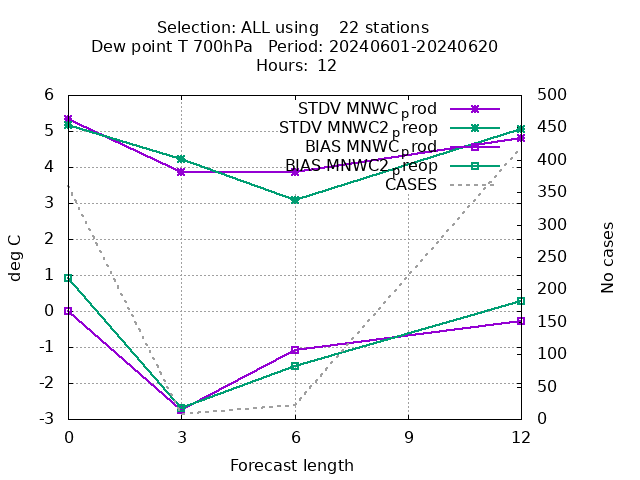 Selection: ALL using    22 stations
Dew point T 700hPa   Period: 20240601-20240620
Hours: 12
STDV MNWC_prod
STDV MNWC2_preop
BIAS MNWC_prod
BIAS MNWC2_preop
CASES
deg C
6
5
4
3
2
1
0
-1
-2
-3
500
450
400
350
300
250
200
150
100
50
0
No cases
0 3 6 9 12
Forecast length